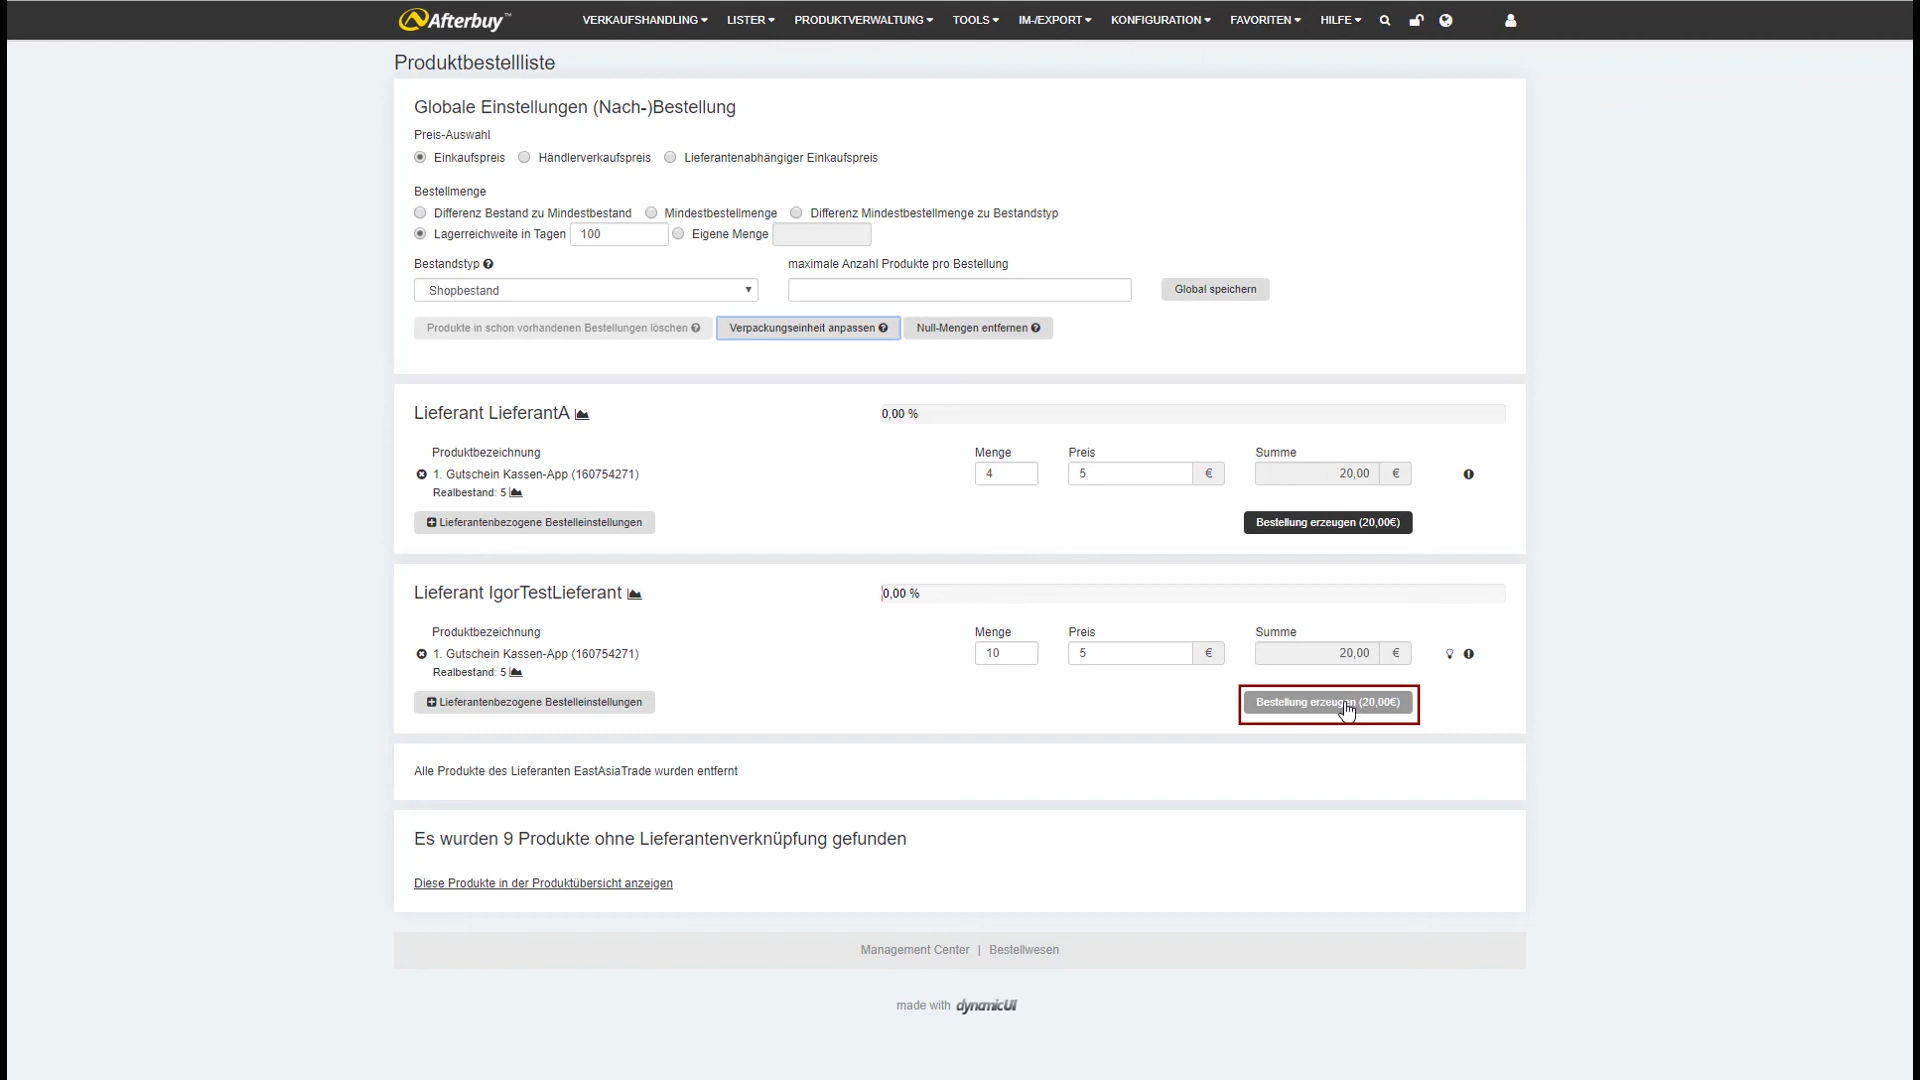 Afterbuy™ VERKAUFSHANDLING LISTER PRODUKTVERWALTUNG TOOLS IM-/EXPORT KONFIGURATION FAVORITEN HILFE
Produktbestellliste
Globale Einstellungen (Nach-)Bestellung
Preis-Auswahl
Einkaufspreis Händlerverkaufspreis Lieferantenabhängiger Einkaufspreis
Bestellmenge
Differenz Bestand zu Mindestbestand Mindestbestellmenge Differenz Mindestbestellmenge zu Bestandstyp
Lagerreichweite in Tagen 100 Eigene Menge
Bestandstyp maximale Anzahl Produkte pro Bestellung
Shopbestand Global speichern
Produkte in schon vorhandenen Bestellungen löschen Verpackungseinheit anpassen Null-Mengen entfernen
Lieferant LieferantA 0,00 %
Produktbezeichnung Menge Preis Summe
1. Gutschein Kassen-App (160754271) 4 5 € 20,00 €
Realbestand: 5
Lieferantenbezogene Bestelleinstellungen Bestellung erzeugen (20,00€)
Lieferant IgorTestLieferant 0,00 %
Produktbezeichnung Menge Preis Summe
1. Gutschein Kassen-App (160754271) 10 5 € 20,00 €
Realbestand: 5
Lieferantenbezogene Bestelleinstellungen Bestellung erzeugen (20,00€)
Alle Produkte des Lieferanten EastAsiaTrade wurden entfernt
Es wurden 9 Produkte ohne Lieferantenverknüpfung gefunden
Diese Produkte in der Produktübersicht anzeigen
Management Center | Bestellwesen
made with dynamicUI